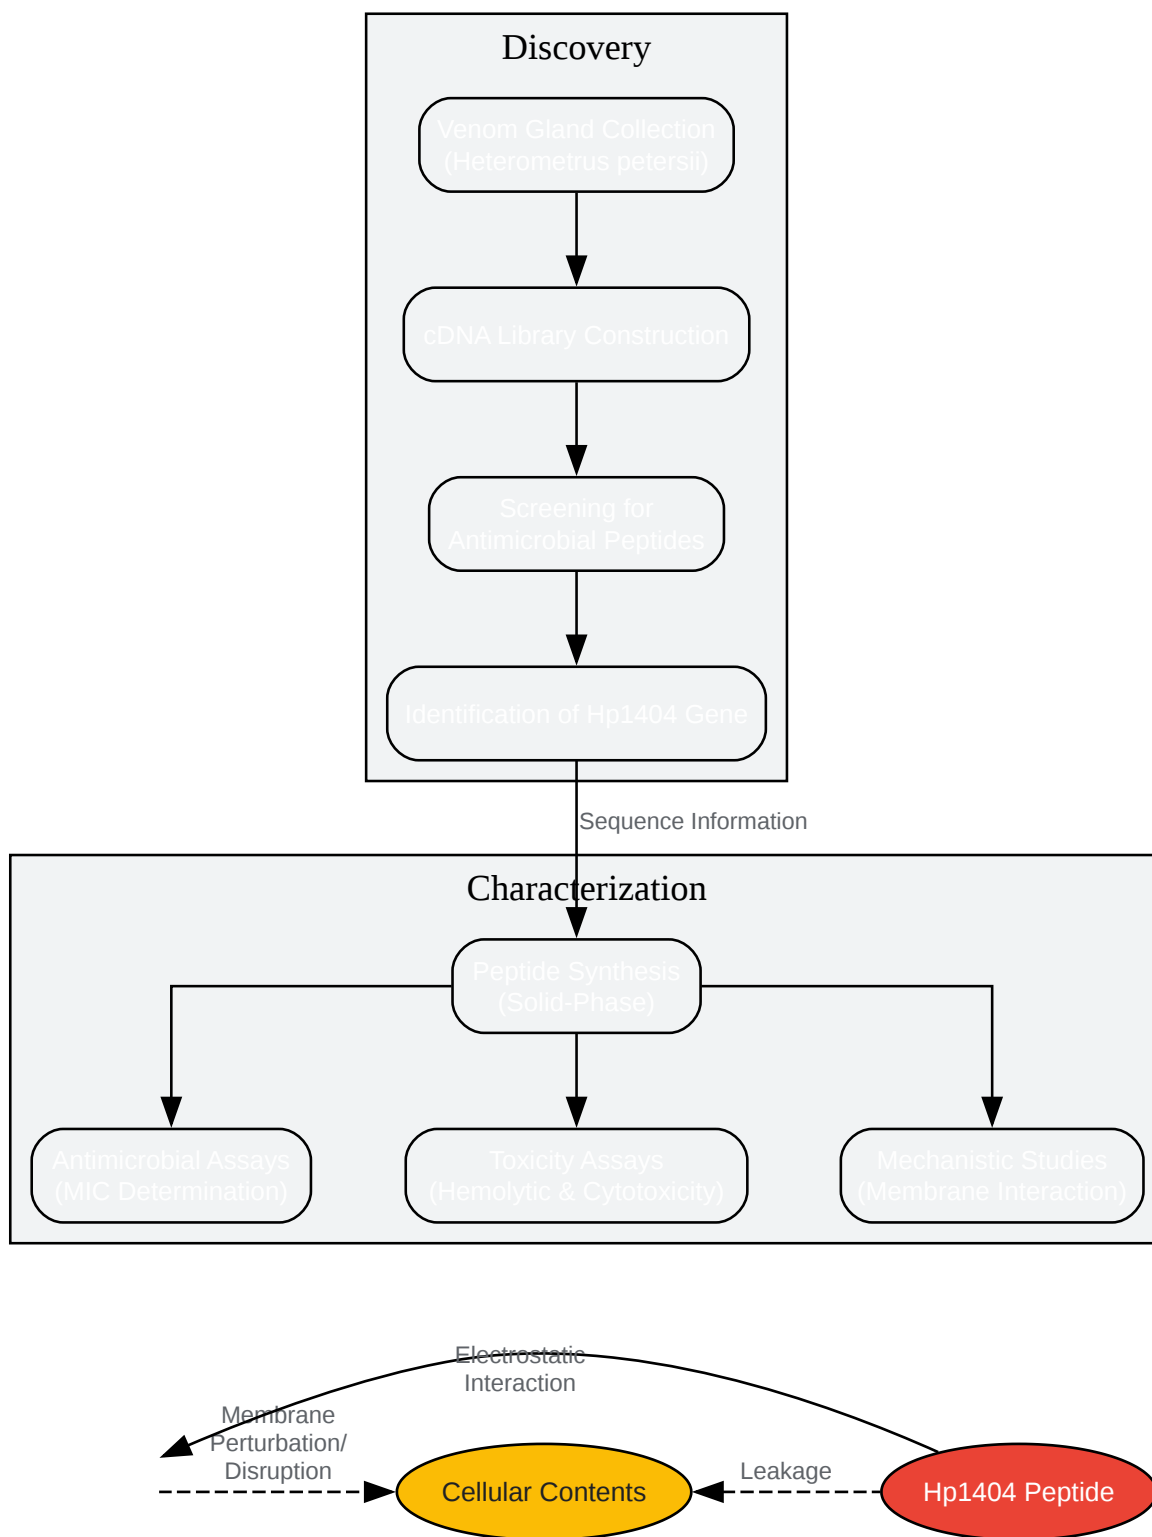 Discovery
Venom Gland Collection
(Heterometrus petersii)
cDNA Library Construction
Screening for
Antimicrobial Peptides
Identification of Hp1404 Gene
Sequence Information
Characterization
Peptide Synthesis
(Solid-Phase)
Antimicrobial Assays
(MIC Determination)
Toxicity Assays
(Hemolytic & Cytotoxicity)
Mechanistic Studies
(Membrane Interaction)
Electrostatic
Interaction
Membrane
Perturbation/
Disruption
Cellular Contents
Leakage
Hp1404 Peptide